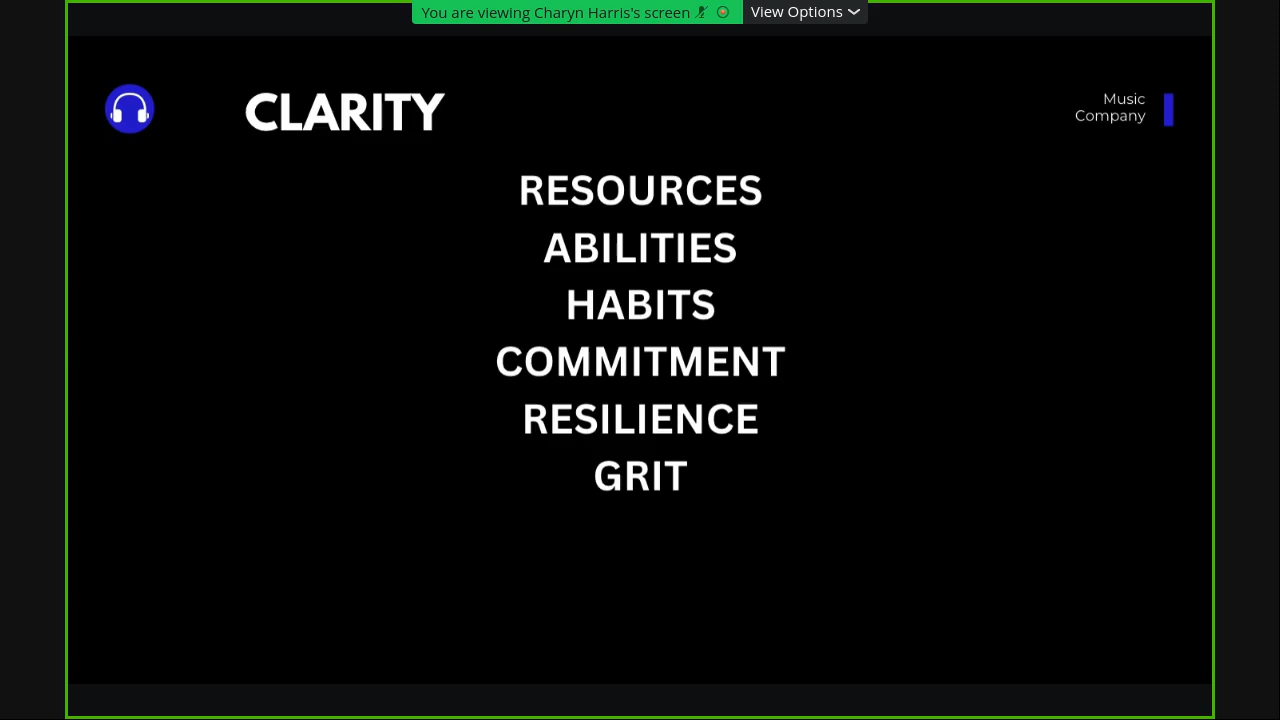 You are viewing Charyn Harris's screen
View Options
CLARITY
Music
Company
RESOURCES
ABILITIES
HABITS
COMMITMENT
RESILIENCE
GRIT